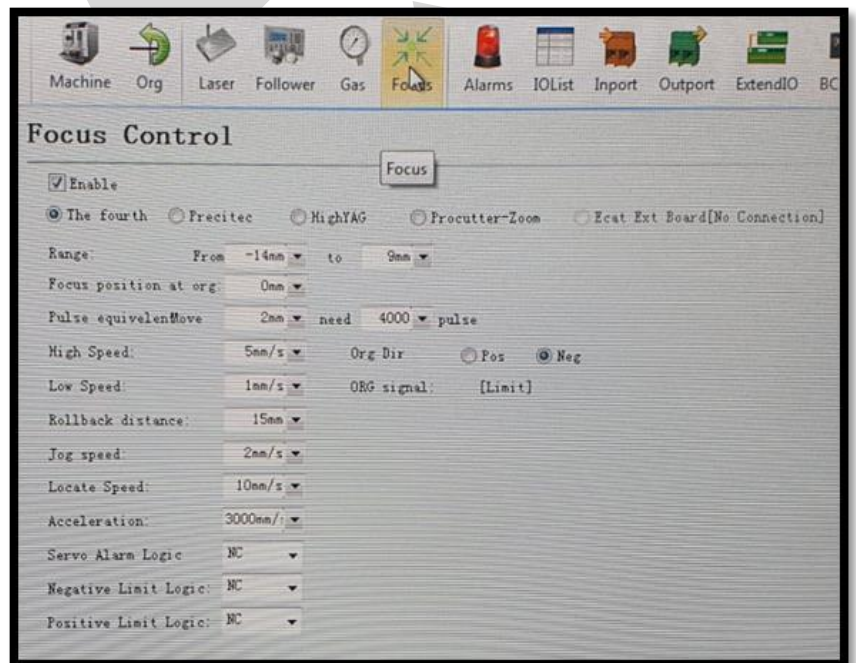 Machine Org Laser Follower Gas Focus Alarms IOList Inport Outport ExtendIO BC
Focus Control
Focus
Enable
The fourth Precitec HighYAG Procutter-Zoom Ecat Ext Board[No Connection]
Range: From -14mm to 9mm
Focus position at org: 0mm
Pulse equivelenMove 2mm need 4000 pulse
High Speed: 5mm/s Org Dir Pos Neg
Low Speed: 1mm/s ORG signal: [Limit]
Rollback distance: 15mm
Jog speed: 2mm/s
Locate Speed: 10mm/s
Acceleration: 3000mm/
Servo Alarm Logic NC
Negative Limit Logic: NC
Positive Limit Logic: NC